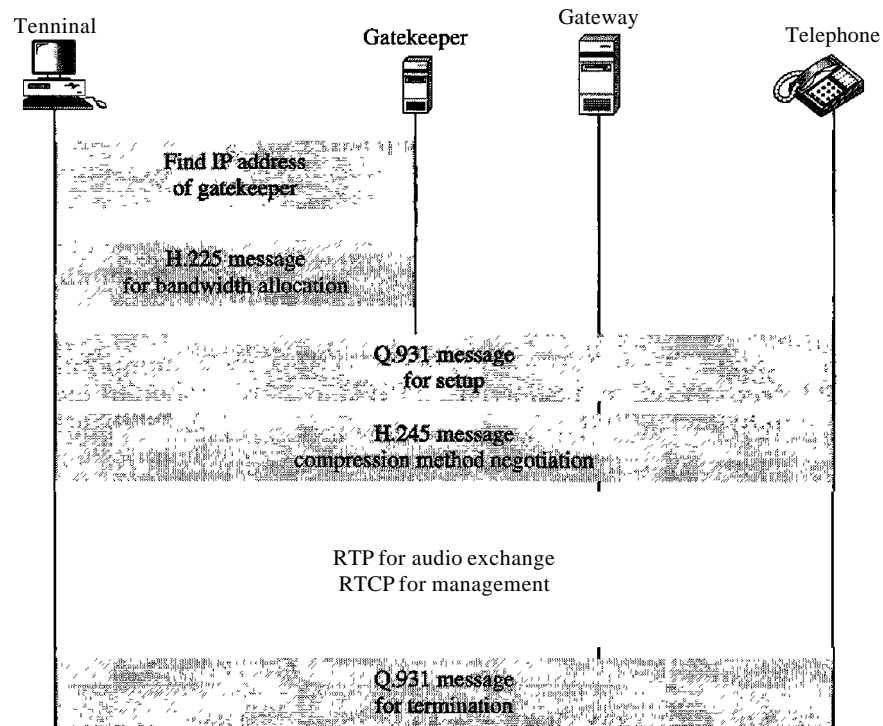 Tenninal
Gatekeeper
Gateway
Telephone
Find IP address
of gatekeeper
H.225 message
for bandwidth allocation
Q.931 message
for setup
H.245 message
compression method negotiation
RTP for audio exchange
RTCP for management
Q.931 message
for termination